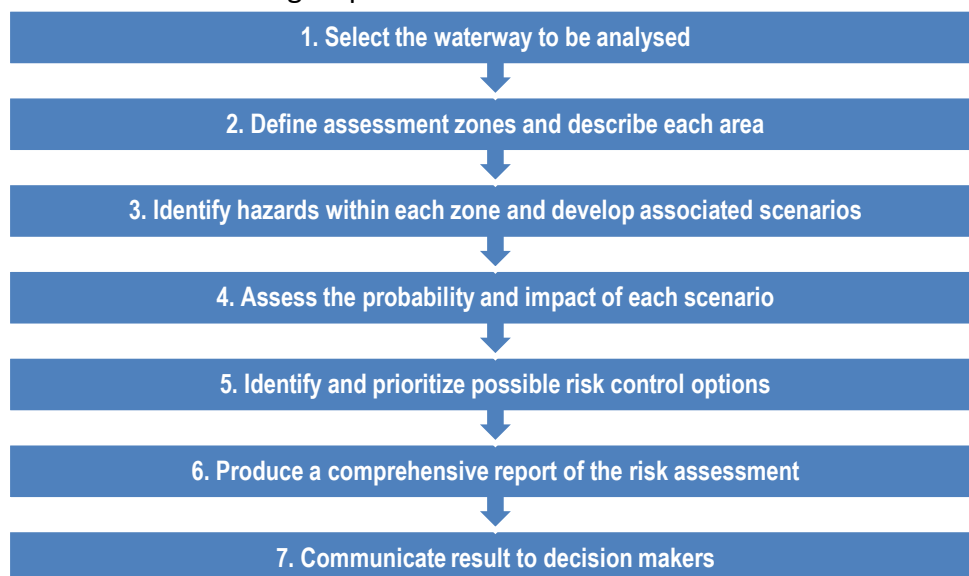 1. Select the waterway to be analysed
2. Define assessment zones and describe each area
3. Identify hazards within each zone and develop associated scenarios
4. Assess the probability and impact of each scenario
5. Identify and prioritize possible risk control options
6. Produce a comprehensive report of the risk assessment
7. Communicate result to decision makers